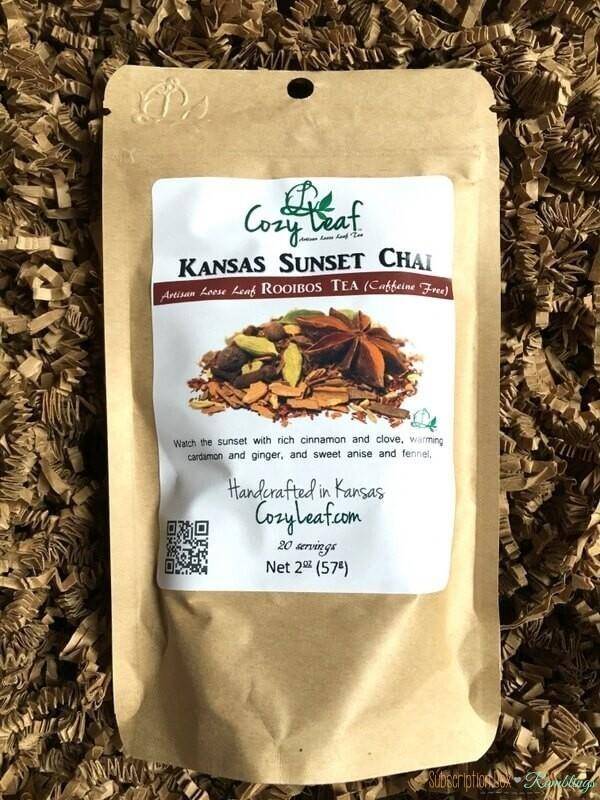 Cozy Leaf™
Artisan Loose Leaf Tea
KANSAS SUNSET CHAI
Artisan Loose Leaf ROOIBOS TEA (Caffeine Free)
Watch the sunset with rich cinnamon and clove, warming
cardamon and ginger, and sweet anise and fennel.
Handcrafted in Kansas
CozyLeaf.com
20 servings
Net 2oz (57g)
Subscription Box ♥ Ramblings